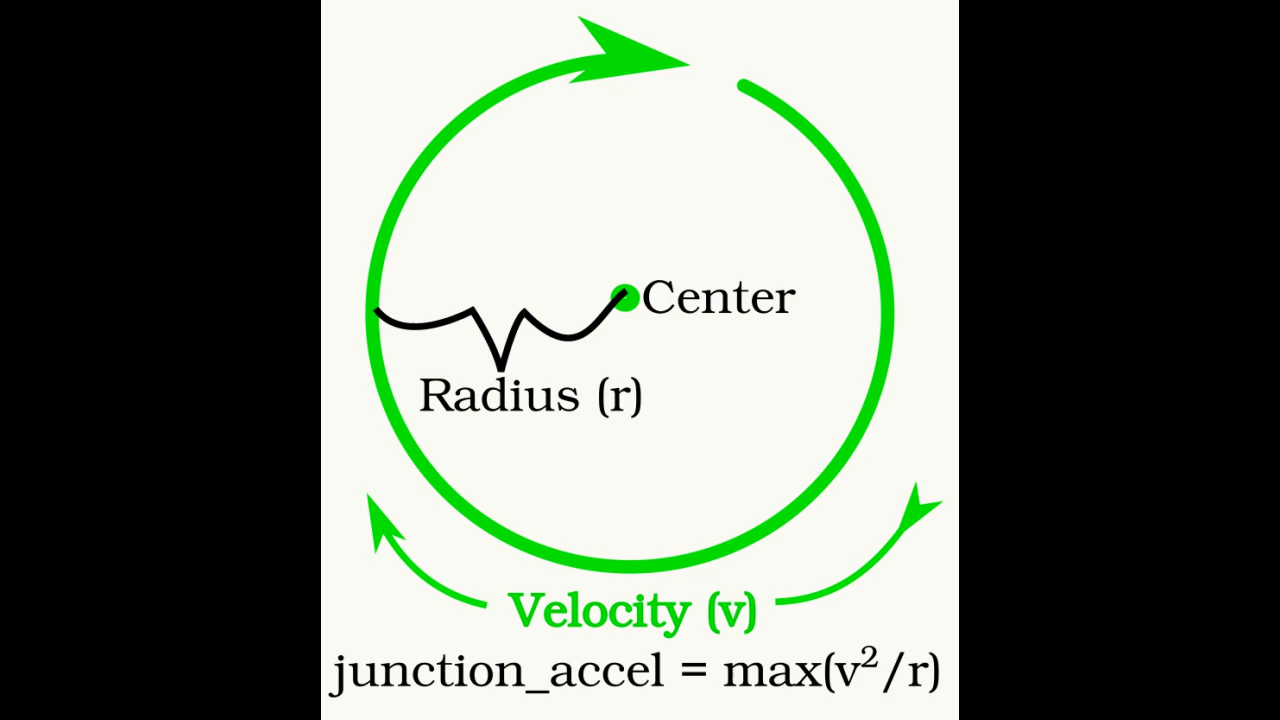 Center
Radius (r)
Velocity (v)
junction_accel = max(v²/r)